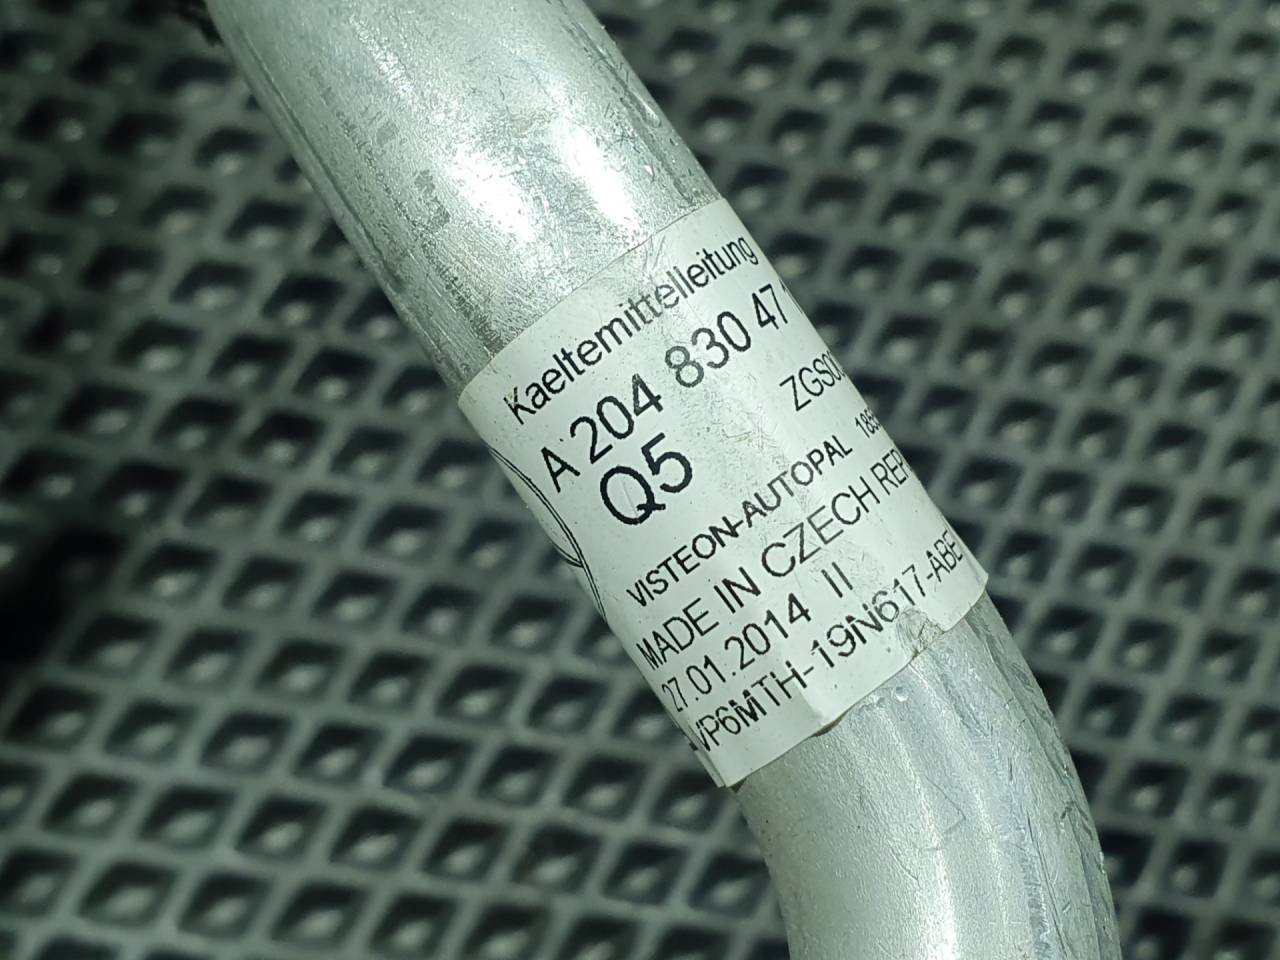 Kaeltemittelleitung
A 204 830 47
Q5
ZGS00
VISTEON-AUTOPAL 185
MADE IN CZECH REP
27.01.2014 II
VP6MTH-19N617-ABE